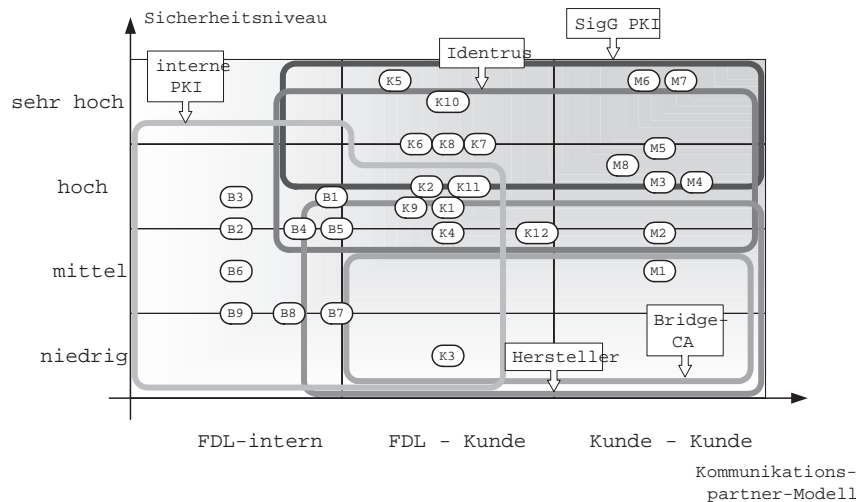 Sicherheitsniveau
SigG PKI
Identrus
interne
PKI
K5
M6
M7
sehr hoch
K10
K6
K8
K7
M5
M8
hoch
K2
K11
M3
M4
B3
B1
K9
K1
B2
B4
B5
K4
K12
M2
mittel
B6
M1
B9
B8
B7
Bridge-
CA
niedrig
K3
Hersteller
FDL-intern
FDL - Kunde
Kunde - Kunde
Kommunikations-
partner-Modell